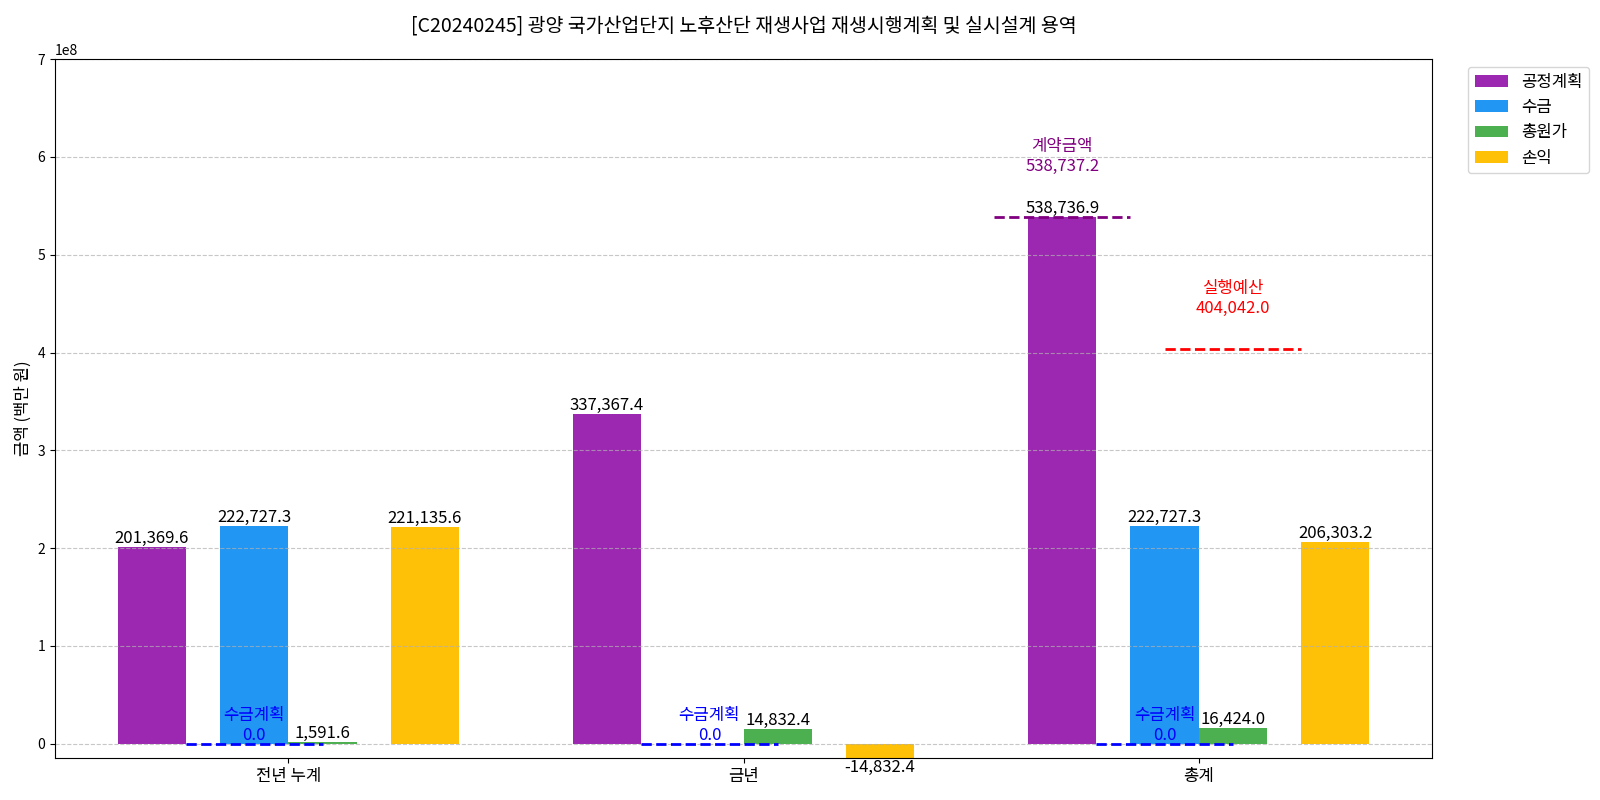 [C20240245] 광양 국가산업단지 노후산단 재생사업 재생시행계획 및 실시설계 용역
1e8
7
6
5
4
3
2
1
0
금액 (백만 원)
공정계획
수금
총원가
손익
계약금액
538,737.2
538,736.9
실행예산
404,042.0
337,367.4
201,369.6
222,727.3
221,135.6
222,727.3
206,303.2
수금계획
0.0
1,591.6
수금계획
0.0
14,832.4
-14,832.4
수금계획
0.0
16,424.0
전년 누계
금년
총계